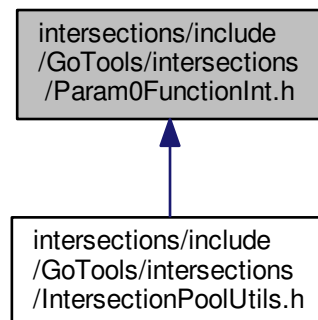 intersections/include
/GoTools/intersections
/Param0FunctionInt.h
intersections/include
/GoTools/intersections
/IntersectionPoolUtils.h